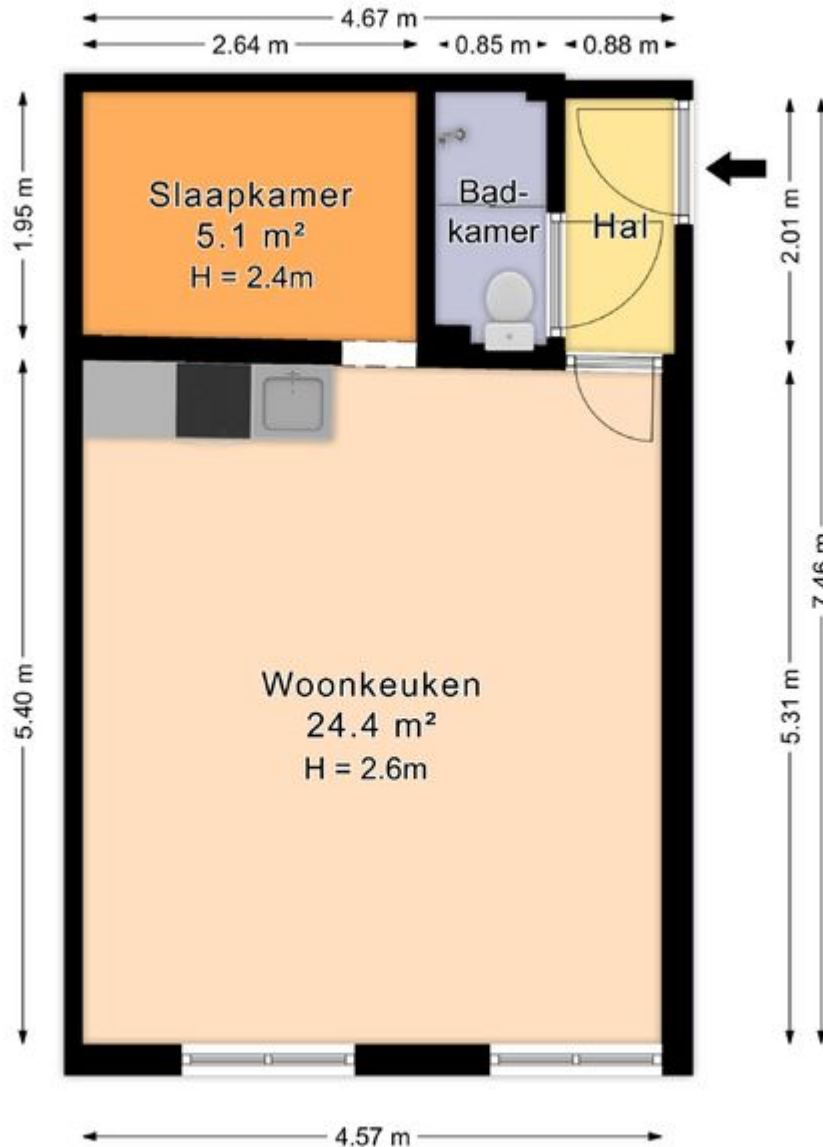 4.67 m
2.64 m
0.85 m
0.88 m
1.95 m
Slaapkamer
5.1 m²
H = 2.4m
Bad-
kamer
Hal
2.01 m
7.46 m
5.40 m
Woonkeuken
24.4 m²
H = 2.6m
5.31 m
4.57 m